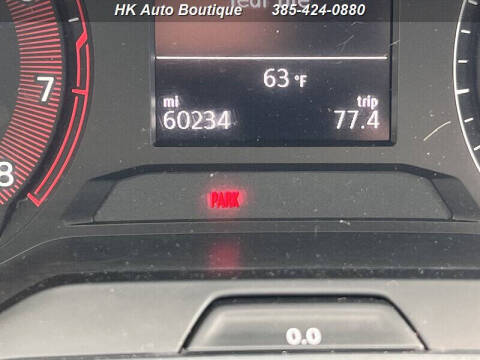 HK Auto Boutique 385-424-0880
63 °F
mi trip
60234 77.4
7
8
PARK
0.0